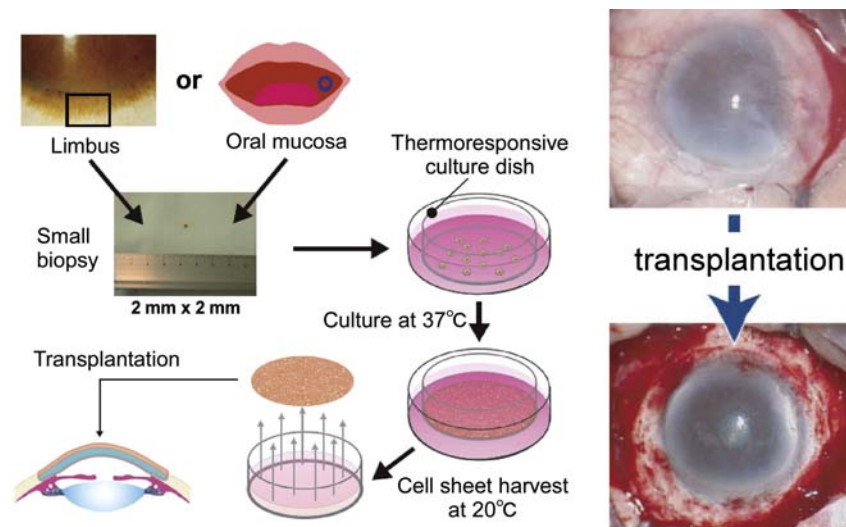 or
Limbus
Oral mucosa
Thermoresponsive
culture dish
Small
biopsy
2 mm x 2 mm
Culture at 37℃
Transplantation
Cell sheet harvest
at 20℃
transplantation